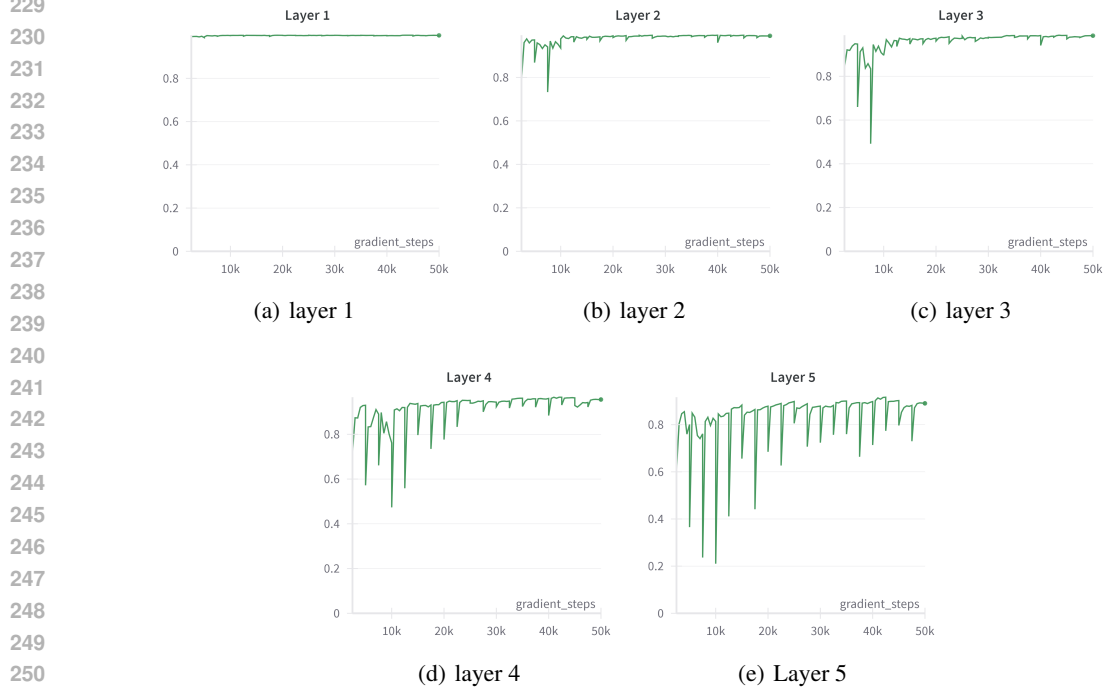 229
230
231
232
233
234
235
236
237
238
239
240
241
242
243
244
245
246
247
248
249
250
Layer 1
0.8
0.6
0.4
0.2
0
gradient_steps
10k 20k 30k 40k 50k
(a) layer 1
Layer 2
0.8
0.6
0.4
0.2
0
gradient_steps
10k 20k 30k 40k 50k
(b) layer 2
Layer 3
0.8
0.6
0.4
0.2
0
gradient_steps
10k 20k 30k 40k 50k
(c) layer 3
Layer 4
0.8
0.6
0.4
0.2
0
gradient_steps
10k 20k 30k 40k 50k
(d) layer 4
Layer 5
0.8
0.6
0.4
0.2
0
gradient_steps
10k 20k 30k 40k 50k
(e) Layer 5